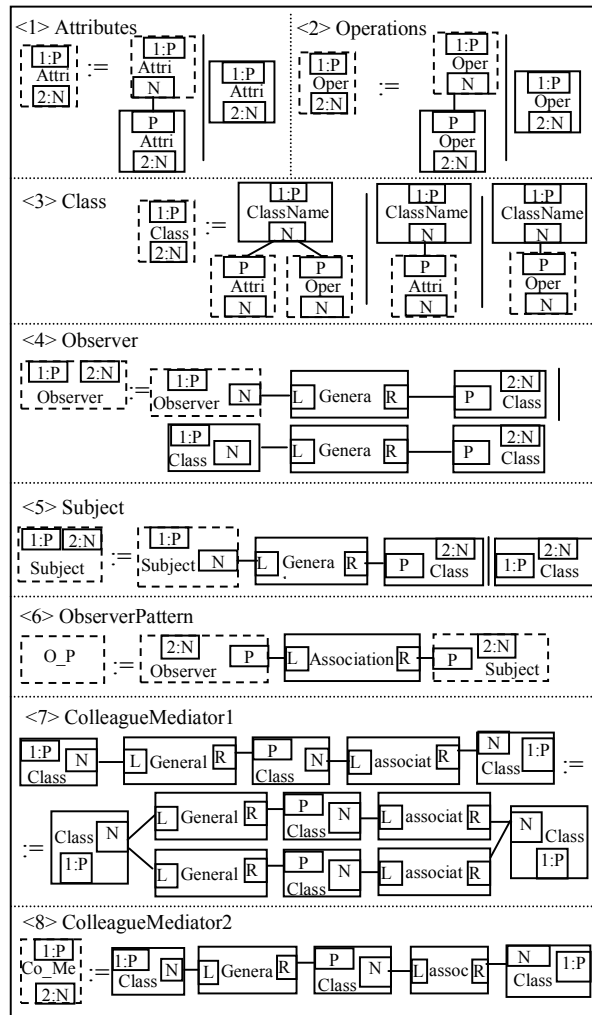 <1> Attributes
1:P
Attri
2:N
:=
1:P
Attri
N
P
Attri
2:N
1:P
Attri
2:N
<2> Operations
1:P
Oper
2:N
:=
1:P
Oper
N
P
Oper
2:N
1:P
Oper
2:N
<3> Class
1:P
Class
2:N
:=
1:P
ClassName
N
P
Attri
N
P
Oper
N
1:P
ClassName
N
P
Attri
N
1:P
ClassName
N
P
Oper
N
<4> Observer
1:P 2:N
Observer
:=
1:P
Observer N
L Genera R
P 2:N
Class
1:P
Class N
L Genera R
P 2:N
Class
<5> Subject
1:P 2:N
Subject
:=
1:P
Subject N
L Genera R
.
P 2:N
Class
1:P 2:N
Class
<6> ObserverPattern
O_P
:=
2:N
Observer P
L Association R
P 2:N
Subject
<7> ColleagueMediator1
1:P N
Class
L General R
P N
Class
L associat R
N 1:P
Class
:=
:=
Class N
1:P
L General R
P N
Class
L associat R
L General R
P N
Class
L associat R
N Class
1:P
<8> ColleagueMediator2
1:P
Co_Me
2:N
:=
1:P N
Class
L Genera R
P N
Class
L assoc R
N 1:P
Class